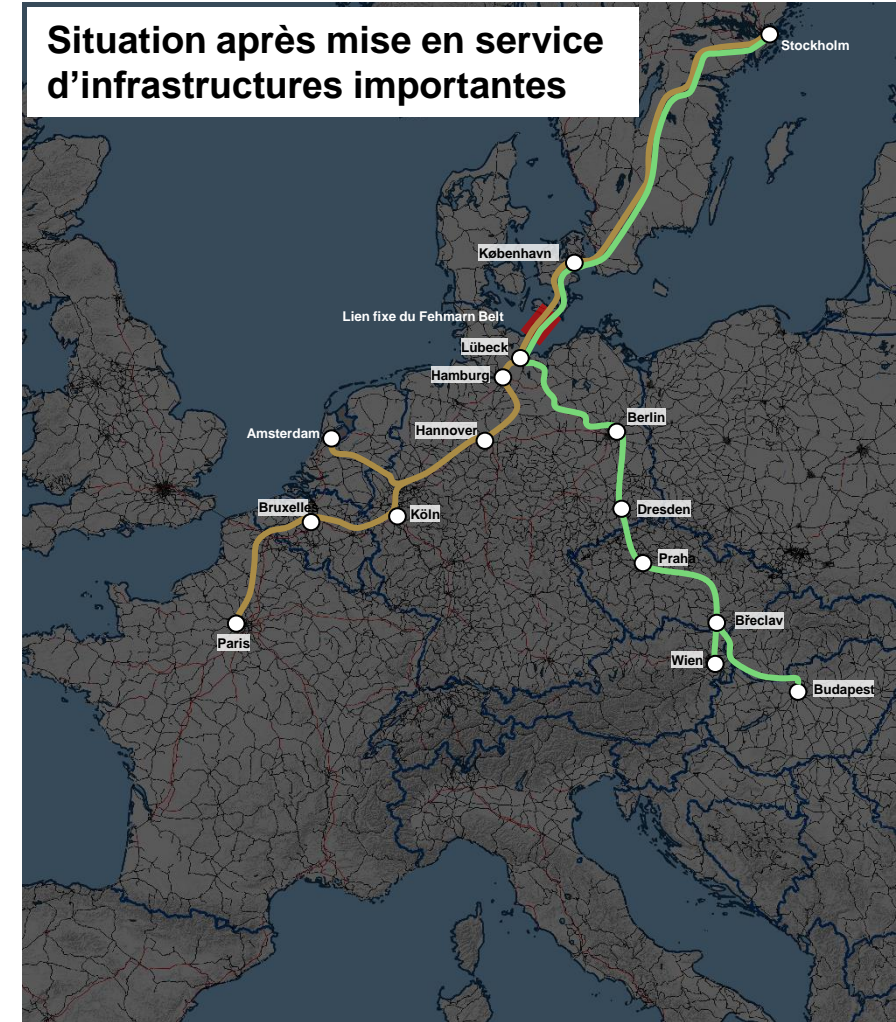 Situation après mise en service
d'infrastructures importantes
Stockholm
København
Lien fixe du Fehmarn Belt
Lübeck
Hamburg
Berlin
Hannover
Amsterdam
Bruxelles
Köln
Dresden
Praha
Břeclav
Paris
Wien
Budapest